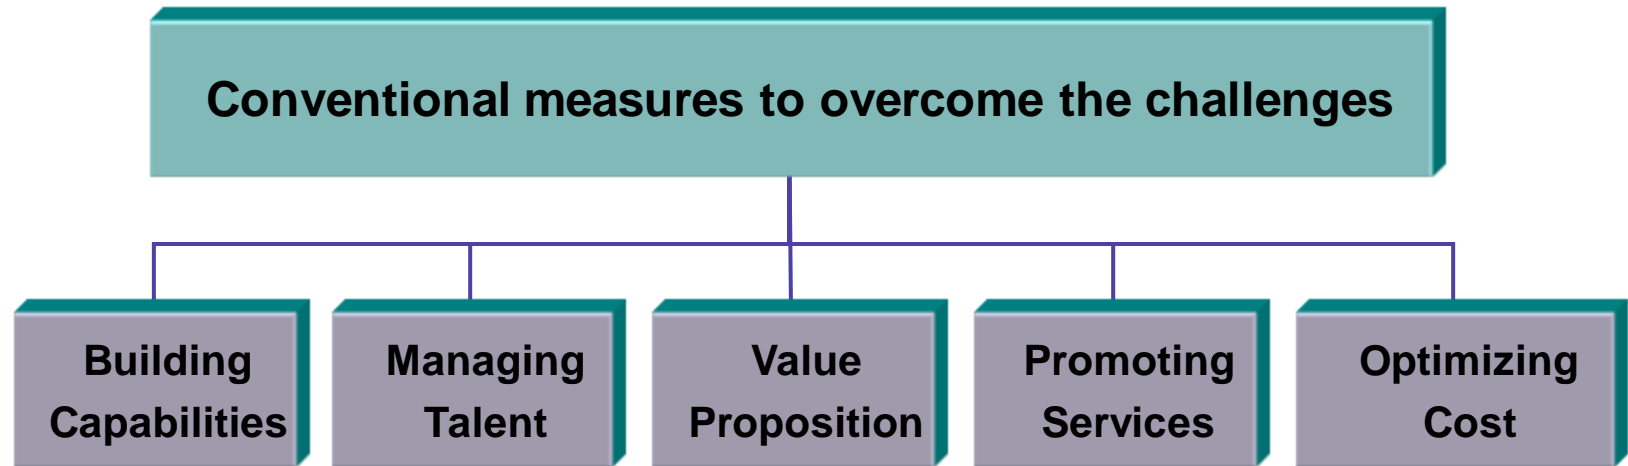 Conventional measures to overcome the challenges
Building
Capabilities
Managing
Talent
Value
Proposition
Promoting
Services
Optimizing
Cost